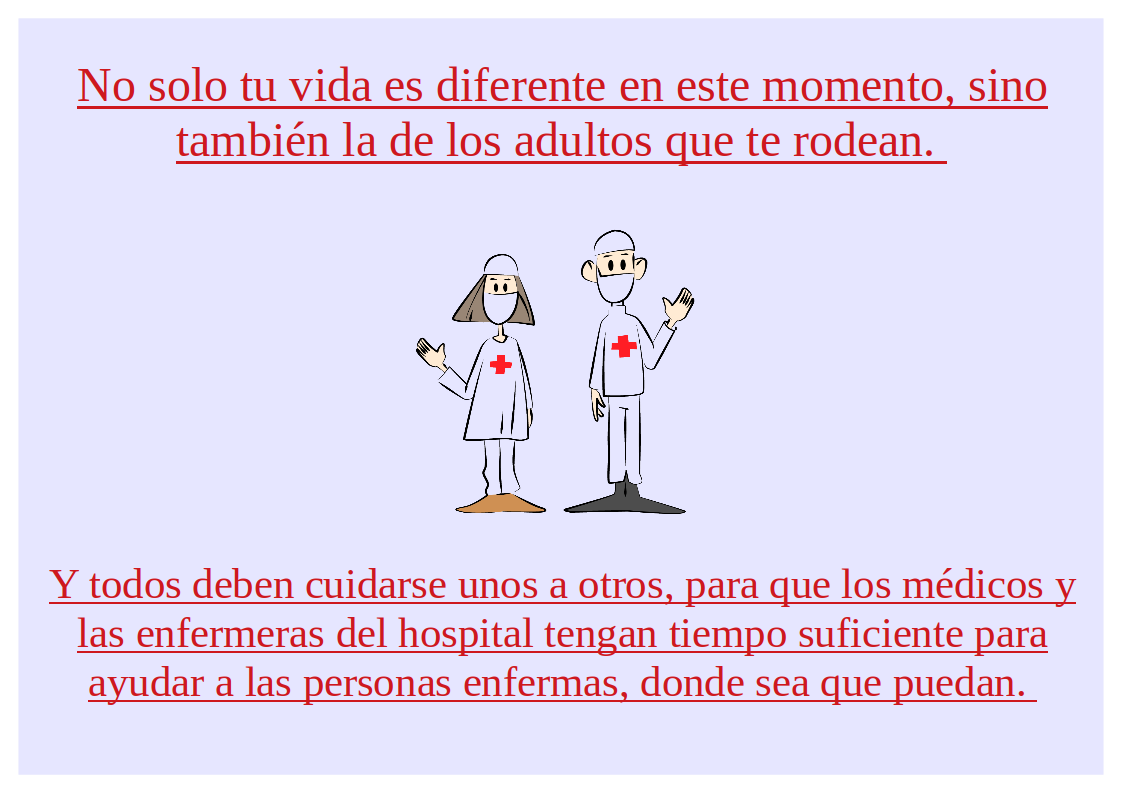 No solo tu vida es diferente en este momento, sino
también la de los adultos que te rodean.
Y todos deben cuidarse unos a otros, para que los médicos y
las enfermeras del hospital tengan tiempo suficiente para
ayudar a las personas enfermas, donde sea que puedan.